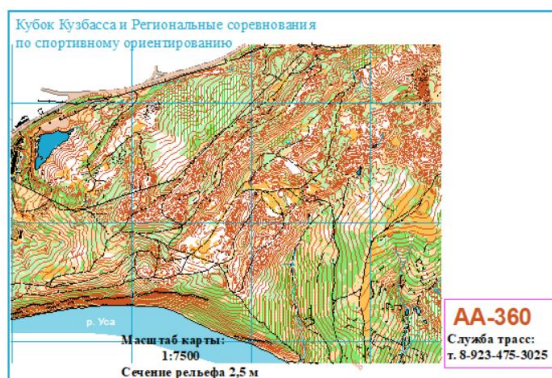 Кубок Кузбасса и Региональные соревнования
по спортивному ориентированию
р. Уса
Масштаб карты:
1:7500
Сечение рельефа 2,5 м
АА-360
Служба трасс:
т. 8-923-475-3025